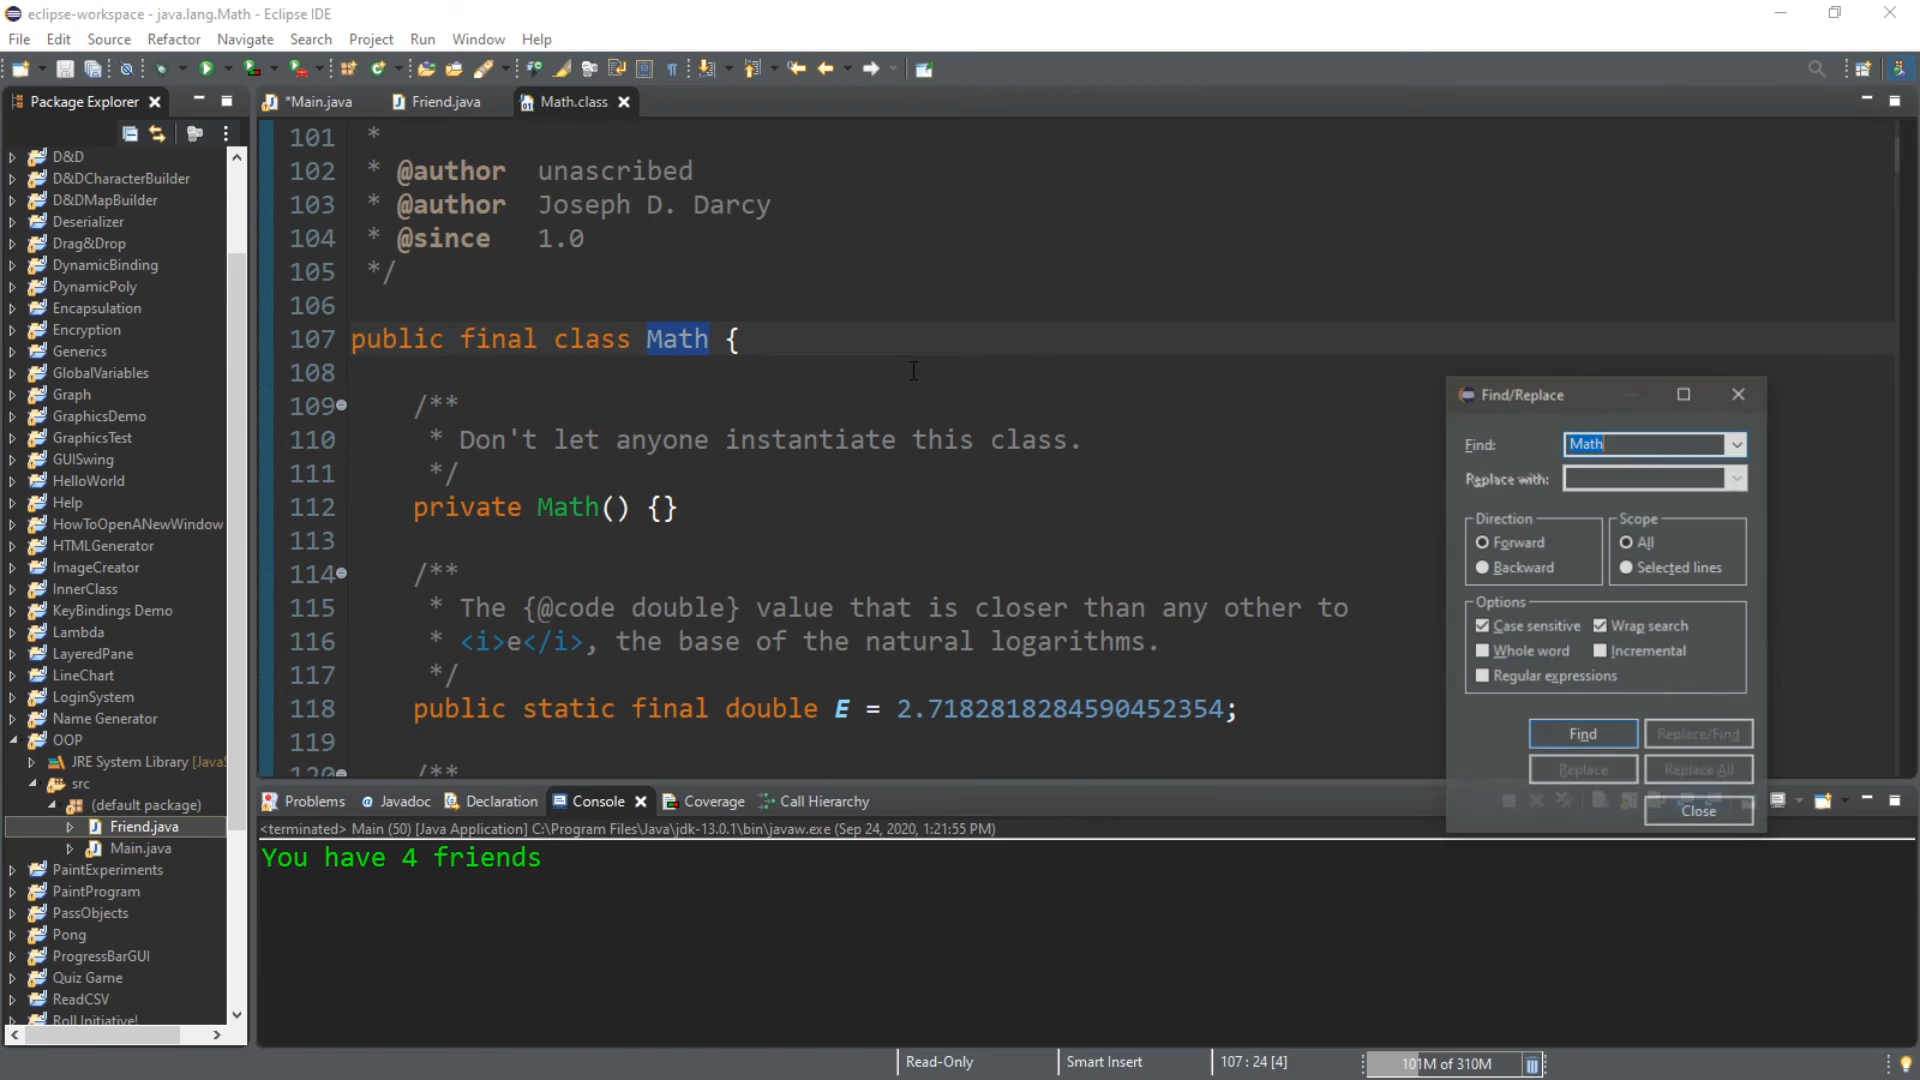 eclipse-workspace - java.lang.Math - Eclipse IDE
File Edit Source Refactor Navigate Search Project Run Window Help
Package Explorer
*Main.java Friend.java Math.class
D&D
D&DCharacterBuilder
D&DMapBuilder
Deserializer
Drag&Drop
DynamicBinding
DynamicPoly
Encapsulation
Encryption
Generics
GlobalVariables
Graph
GraphicsDemo
GraphicsTest
GUISwing
HelloWorld
Help
HowToOpenANewWindow
HTMLGenerator
ImageCreator
InnerClass
KeyBindings Demo
Lambda
LayeredPane
LineChart
LoginSystem
Name Generator
OOP
JRE System Library [JavaS
src
(default package)
Friend.java
Main.java
PaintExperiments
PaintProgram
PassObjects
Pong
ProgressBarGUI
Quiz Game
ReadCSV
Roll Initiative!
101 *
102 * @author unascribed
103 * @author Joseph D. Darcy
104 * @since 1.0
105 */
106
107 public final class Math {
108
109 /**
110 * Don't let anyone instantiate this class.
111 */
112 private Math() {}
113
114 /**
115 * The {@code double} value that is closer than any other to
116 * <i>e</i>, the base of the natural logarithms.
117 */
118 public static final double E = 2.7182818284590452354;
119
120 /**
Find/Replace
Find: Math
Replace with:
Direction Scope
Forward All
Backward Selected lines
Options
Case sensitive Wrap search
Whole word Incremental
Regular expressions
Find Replace/Find
Replace Replace All
Close
Problems @ Javadoc Declaration Console Coverage Call Hierarchy
<terminated> Main (50) [Java Application] C:\Program Files\Java\jdk-13.0.1\bin\javaw.exe (Sep 24, 2020, 1:21:55 PM)
You have 4 friends
Read-Only Smart Insert 107 : 24 [4] 101M of 310M